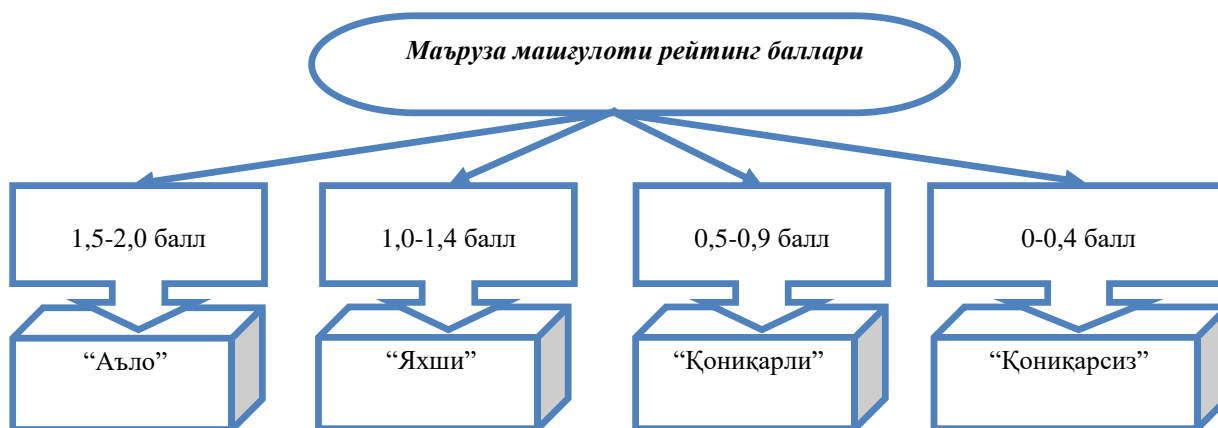 Маъруза машғулоти рейтинг баллари
1,5-2,0 балл
1,0-1,4 балл
0,5-0,9 балл
0-0,4 балл
“Аъло”
“Яхши”
“Қониқарли”
“Қониқарсиз”